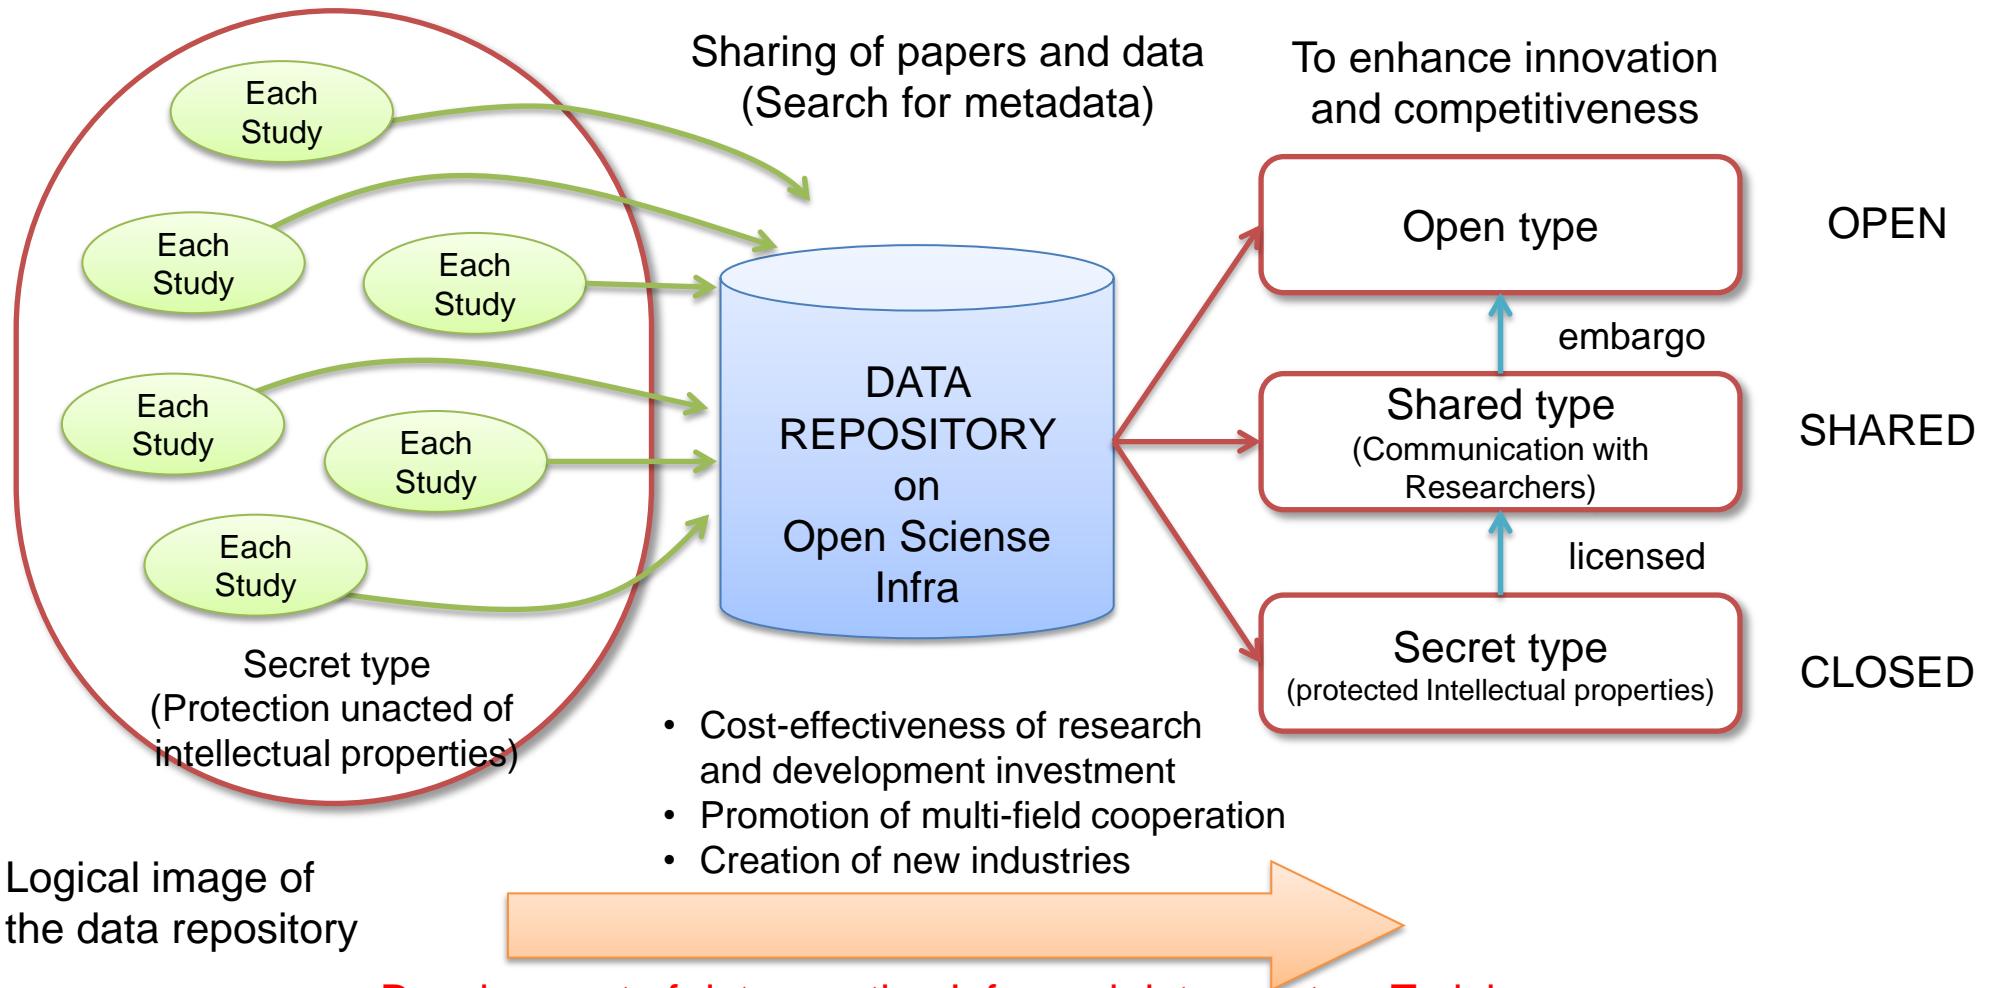 Sharing of papers and data
(Search for metadata)
To enhance innovation
and competitiveness
Each
Study
Each
Study
Each
Study
Each
Study
Each
Study
Each
Study
Secret type
(Protection unacted of
intellectual properties)
DATA
REPOSITORY
on
Open Sciense
Infra
Open type
OPEN
embargo
Shared type
(Communication with
Researchers)
SHARED
licensed
Secret type
(protected Intellectual properties)
CLOSED
• Cost-effectiveness of research
and development investment
• Promotion of multi-field cooperation
• Creation of new industries
Logical image of
the data repository